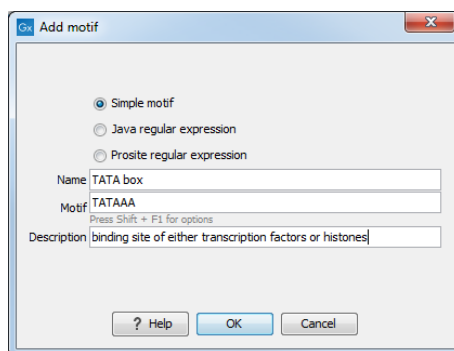 Gx Add motif
Simple motif
Java regular expression
Prosite regular expression
Name TATA box
Motif TATAAA
Press Shift + F1 for options
Description binding site of either transcription factors or histones
? Help OK Cancel